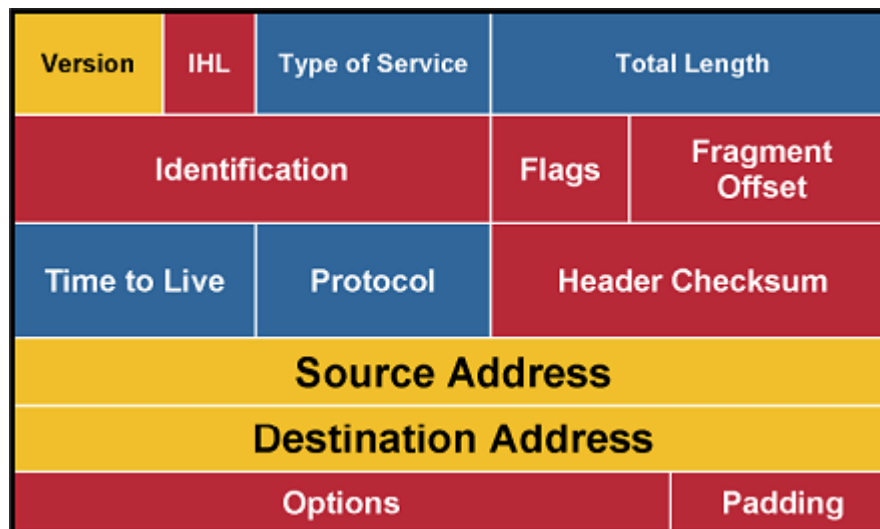 Version IHL Type of Service Total Length
Identification Flags Fragment
Offset
Time to Live Protocol Header Checksum
Source Address
Destination Address
Options Padding